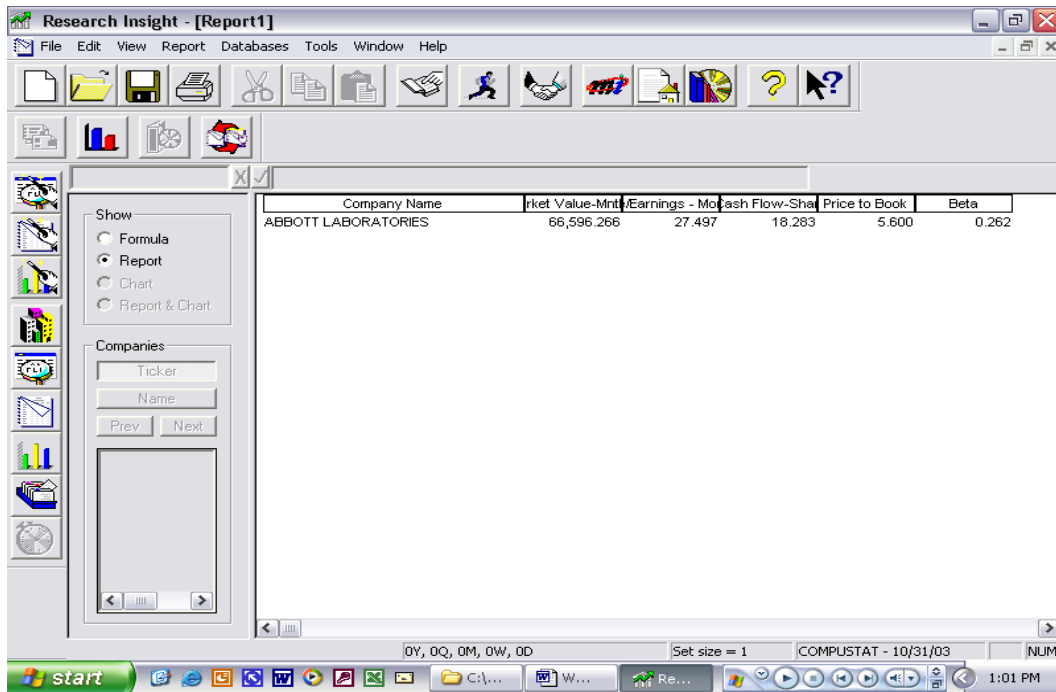 Research Insight - [Report1]
File Edit View Report Databases Tools Window Help
Company Name rket Value-Mnth /Earnings - Mo Cash Flow-Shar Price to Book Beta
ABBOTT LABORATORIES 66,596.266 27.497 18.283 5.600 0.262
Show
Formula
Report
Chart
Report & Chart
Companies
Ticker
Name
Prev Next
0Y, 0Q, 0M, 0W, 0D Set size = 1 COMPUSTAT - 10/31/03 NUM
start C:\... W... Re... 1:01 PM